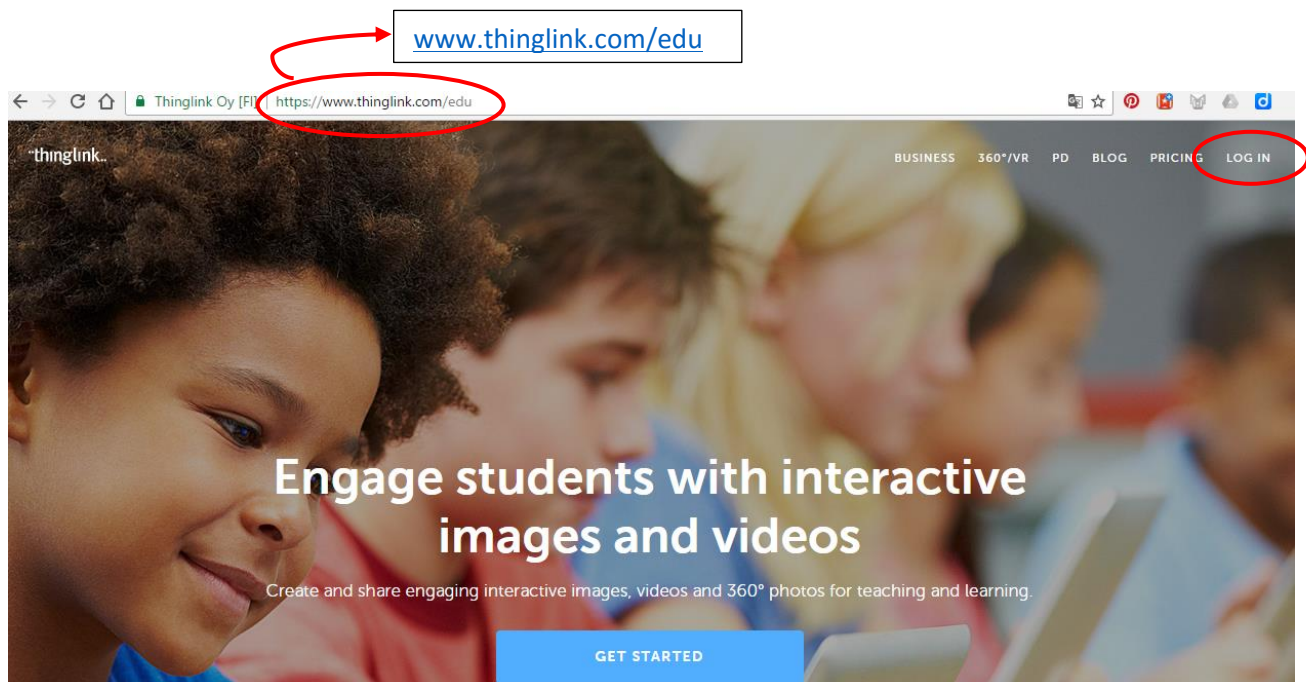 www.thinglink.com/edu
Thinglink Oy [FI] | https://www.thinglink.com/edu
thinglink..
BUSINESS 360°/VR PD BLOG PRICING LOG IN
Engage students with interactive
images and videos
Create and share engaging interactive images, videos and 360° photos for teaching and learning.
GET STARTED